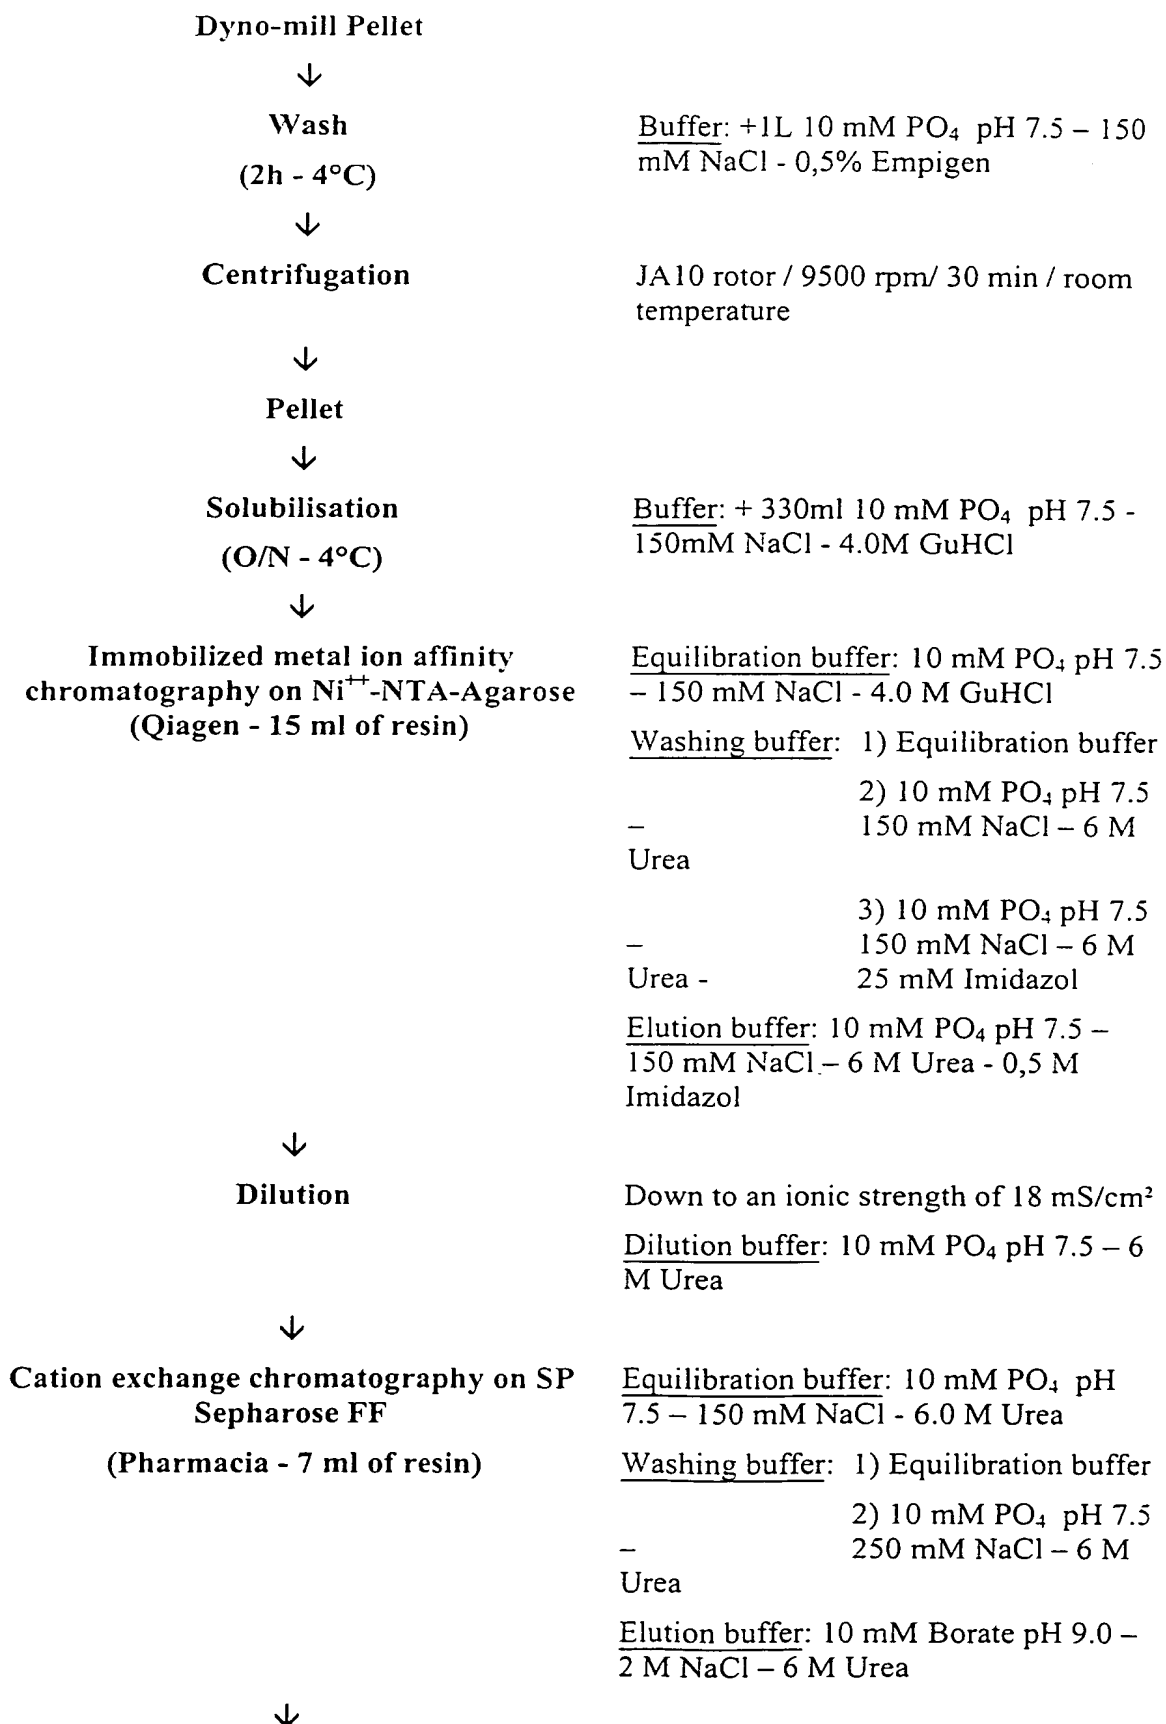 Dyno-mill Pellet
↓
Wash
(2h - 4°C)
Buffer: +1L 10 mM PO₄ pH 7.5 – 150
mM NaCl - 0,5% Empigen
↓
Centrifugation
JA10 rotor / 9500 rpm/ 30 min / room
temperature
↓
Pellet
↓
Solubilisation
(O/N - 4°C)
Buffer: + 330ml 10 mM PO₄ pH 7.5 -
150mM NaCl - 4.0M GuHCl
↓
Immobilized metal ion affinity
chromatography on Ni⁺⁺-NTA-Agarose
(Qiagen - 15 ml of resin)
Equilibration buffer: 10 mM PO₄ pH 7.5
– 150 mM NaCl - 4.0 M GuHCl
Washing buffer: 1) Equilibration buffer
2) 10 mM PO₄ pH 7.5
– 150 mM NaCl – 6 M
Urea
3) 10 mM PO₄ pH 7.5
– 150 mM NaCl – 6 M
Urea - 25 mM Imidazol
Elution buffer: 10 mM PO₄ pH 7.5 –
150 mM NaCl – 6 M Urea - 0,5 M
Imidazol
↓
Dilution
Down to an ionic strength of 18 mS/cm²
Dilution buffer: 10 mM PO₄ pH 7.5 – 6
M Urea
↓
Cation exchange chromatography on SP
Sepharose FF
(Pharmacia - 7 ml of resin)
Equilibration buffer: 10 mM PO₄ pH
7.5 – 150 mM NaCl - 6.0 M Urea
Washing buffer: 1) Equilibration buffer
2) 10 mM PO₄ pH 7.5
– 250 mM NaCl – 6 M
Urea
Elution buffer: 10 mM Borate pH 9.0 –
2 M NaCl – 6 M Urea
↓